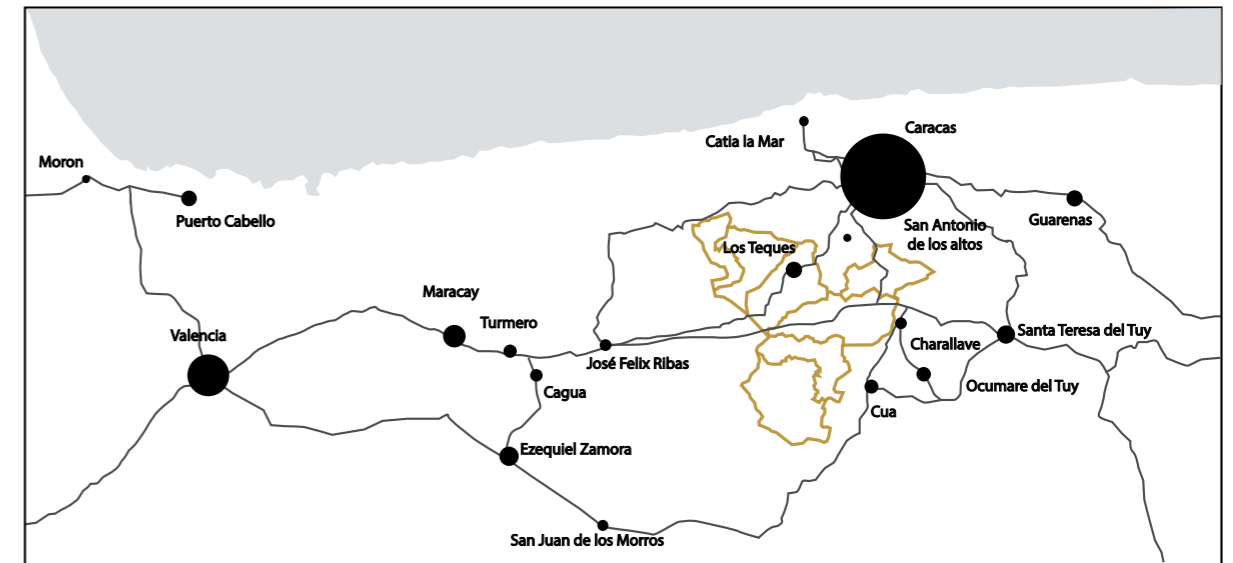 Caracas
Catia la Mar
Moron
Puerto Cabello
Guarenas
San Antonio
de los altos
Los Teques
Maracay
Turmero
Valencia
Santa Teresa del Tuy
Charallave
José Felix RIbas
Ocumare del Tuy
Cagua
Cua
Ezequiel Zamora
San Juan de los Morros